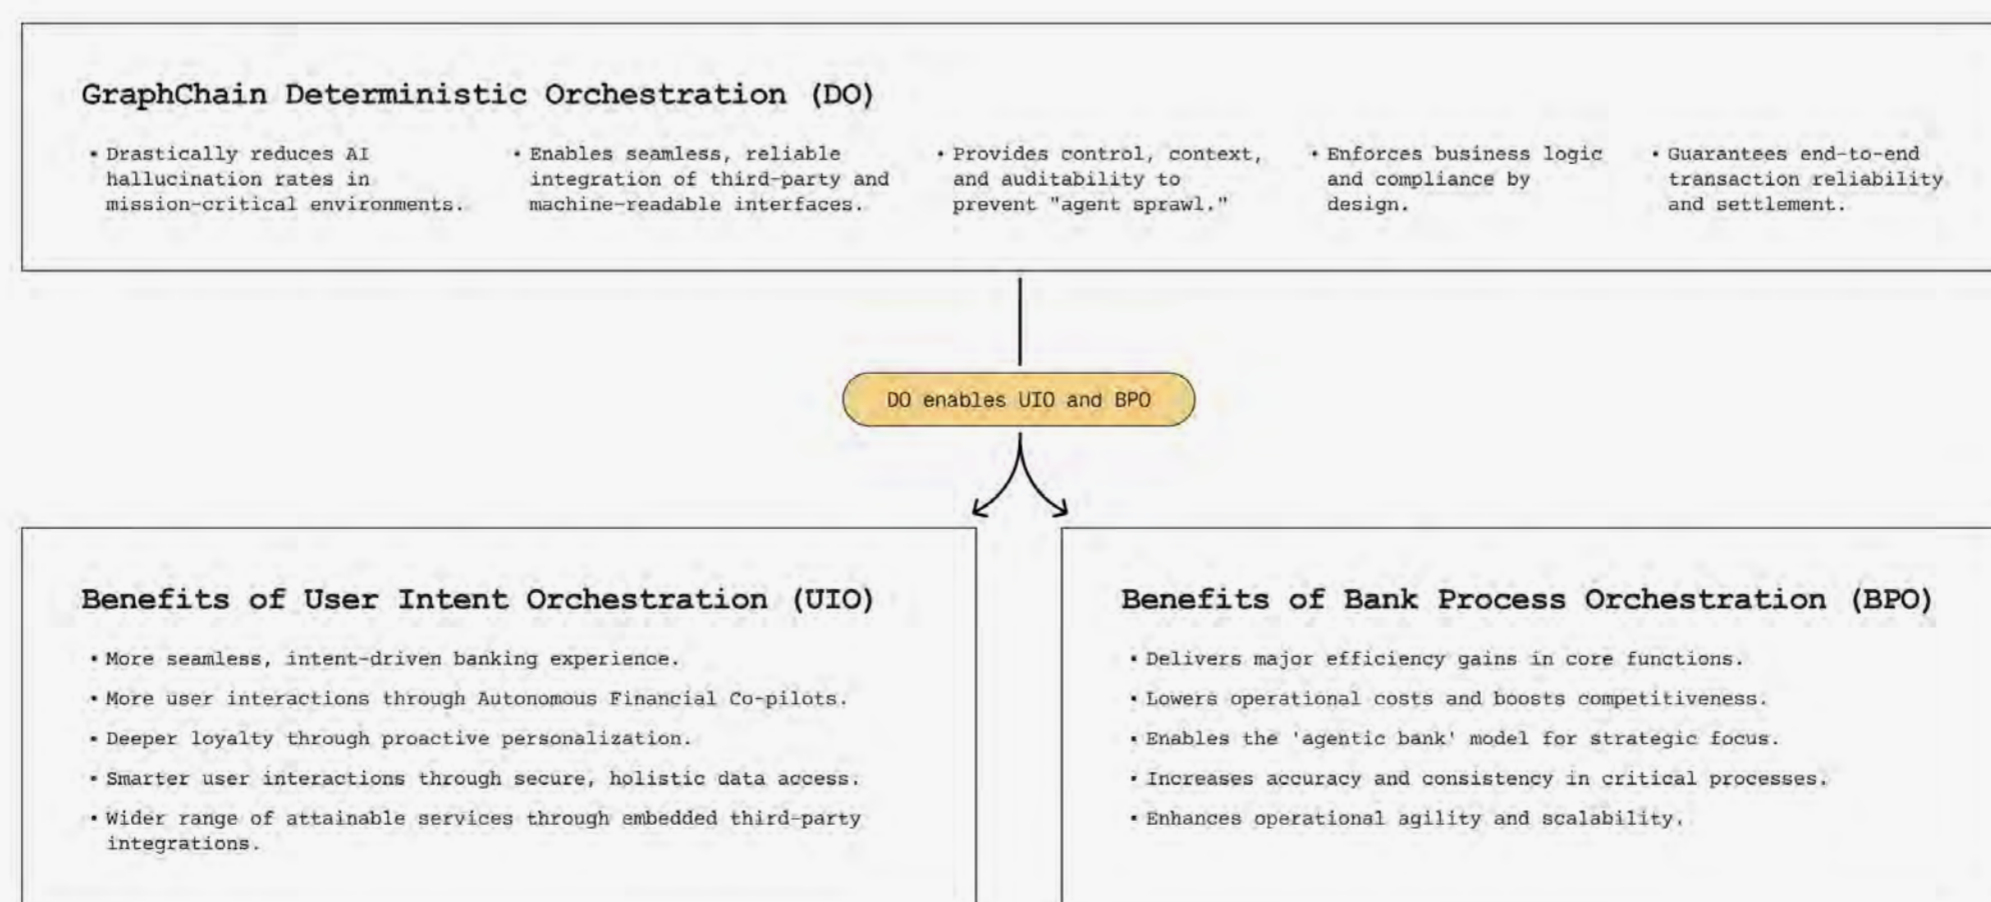 GraphChain Deterministic Orchestration (DO)
• Drastically reduces AI
hallucination rates in
mission-critical environments.
• Enables seamless, reliable
integration of third-party and
machine-readable interfaces.
• Provides control, context,
and auditability to
prevent "agent sprawl."
• Enforces business logic
and compliance by
design.
• Guarantees end-to-end
transaction reliability
and settlement.
DO enables UIO and BPO
Benefits of User Intent Orchestration (UIO)
• More seamless, intent-driven banking experience.
• More user interactions through Autonomous Financial Co-pilots.
• Deeper loyalty through proactive personalization.
• Smarter user interactions through secure, holistic data access.
• Wider range of attainable services through embedded third-party
integrations.
Benefits of Bank Process Orchestration (BPO)
• Delivers major efficiency gains in core functions.
• Lowers operational costs and boosts competitiveness.
• Enables the 'agentic bank' model for strategic focus.
• Increases accuracy and consistency in critical processes.
• Enhances operational agility and scalability.